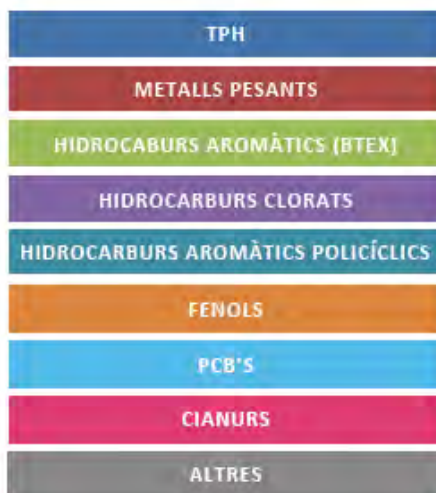 TPH
METALLS PESANTS
HIDROCABURS AROMÀTICS (BTEX)
HIDROCARBURS CLORATS
HIDROCARBURS AROMÀTICS POLICÍCLICS
FENOLS
PCB'S
CIANURS
ALTRES